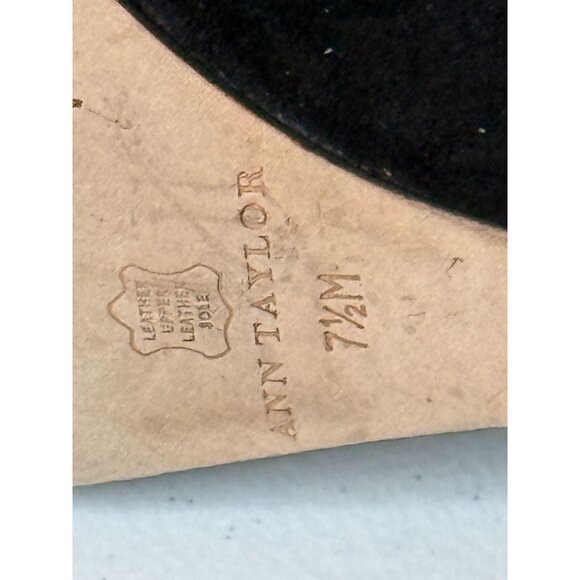 LEATHER
UPPER
LEATHER
SOLE
ANN TAYLOR
7½M